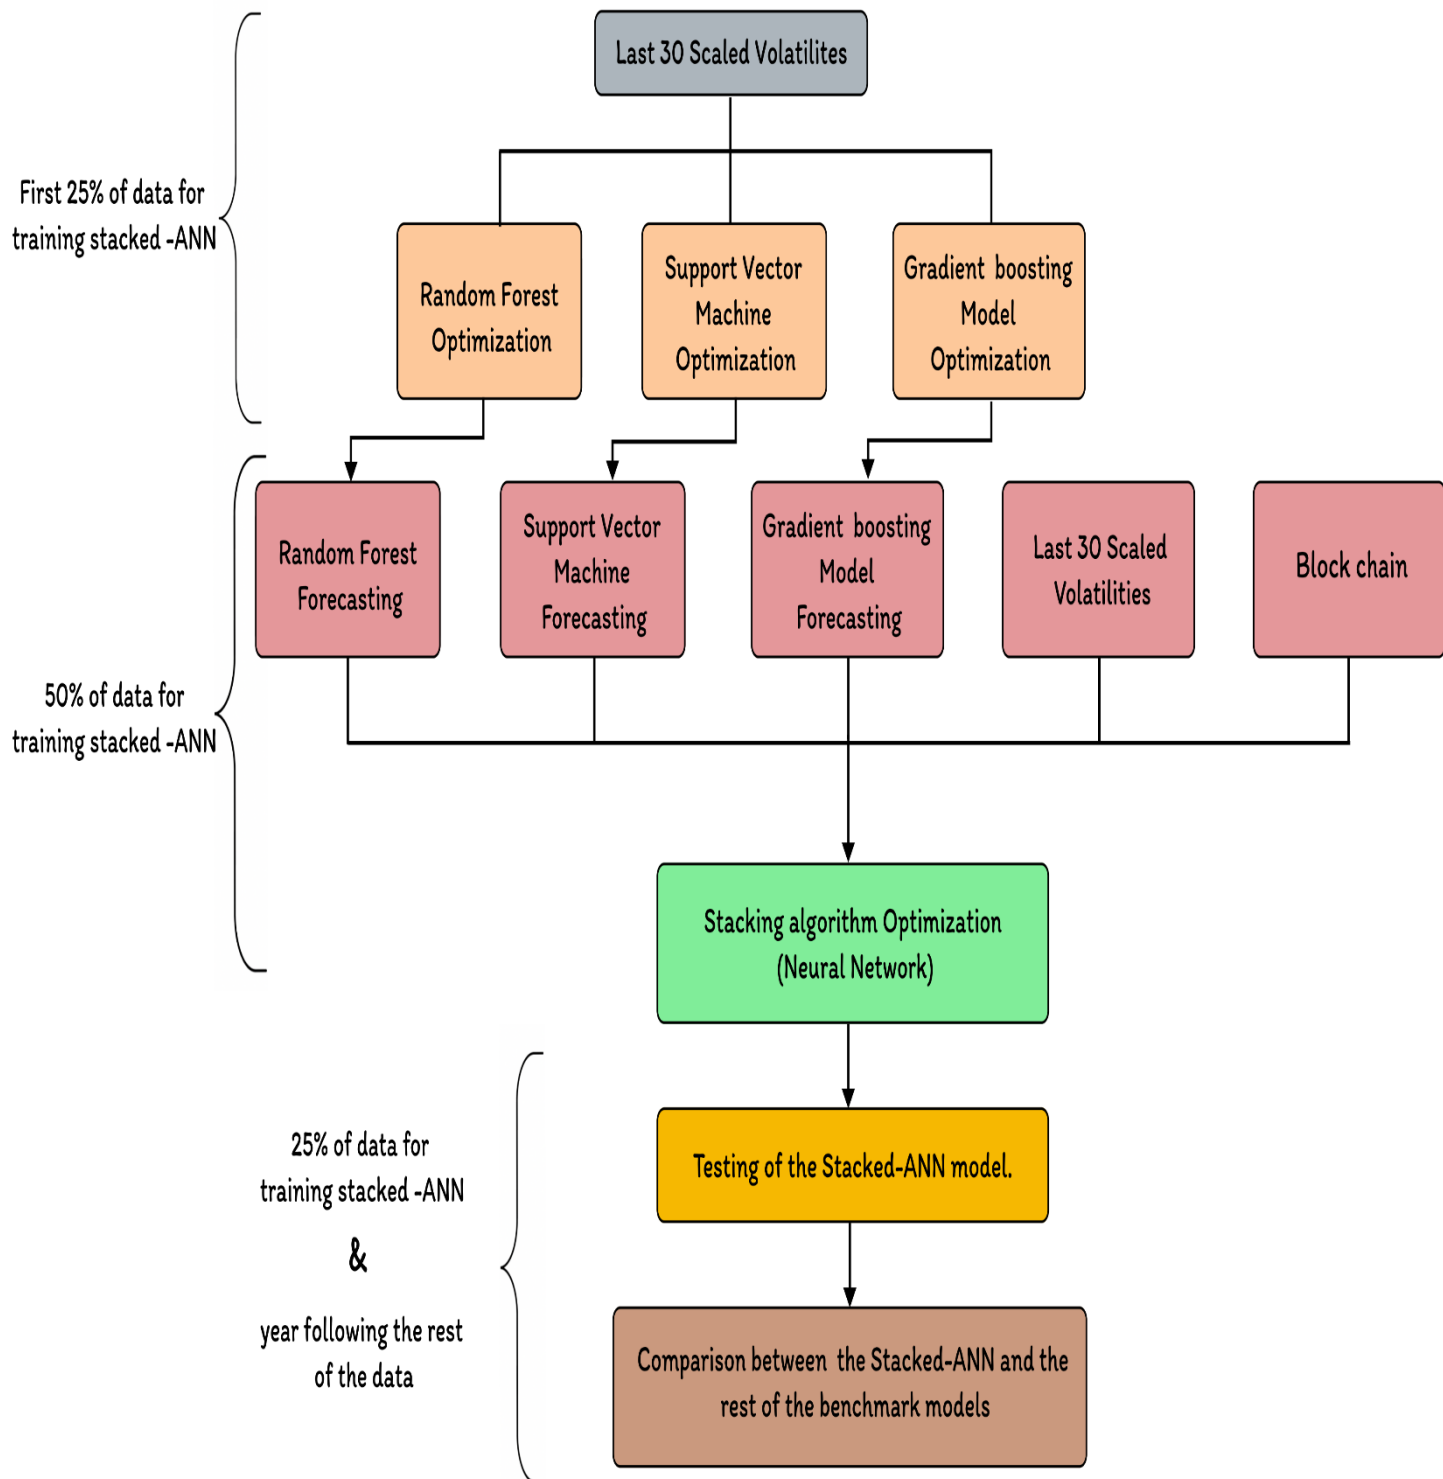 Last 30 Scaled Volatilites
First 25% of data for
training stacked -ANN
Random Forest
Optimization
Support Vector
Machine
Optimization
Gradient boosting
Model
Optimization
50% of data for
training stacked -ANN
Random Forest
Forecasting
Support Vector
Machine
Forecasting
Gradient boosting
Model
Forecasting
Last 30 Scaled
Volatilities
Block chain
Stacking algorithm Optimization
(Neural Network)
25% of data for
training stacked -ANN
&
year following the rest
of the data
Testing of the Stacked-ANN model.
Comparison between the Stacked-ANN and the
rest of the benchmark models